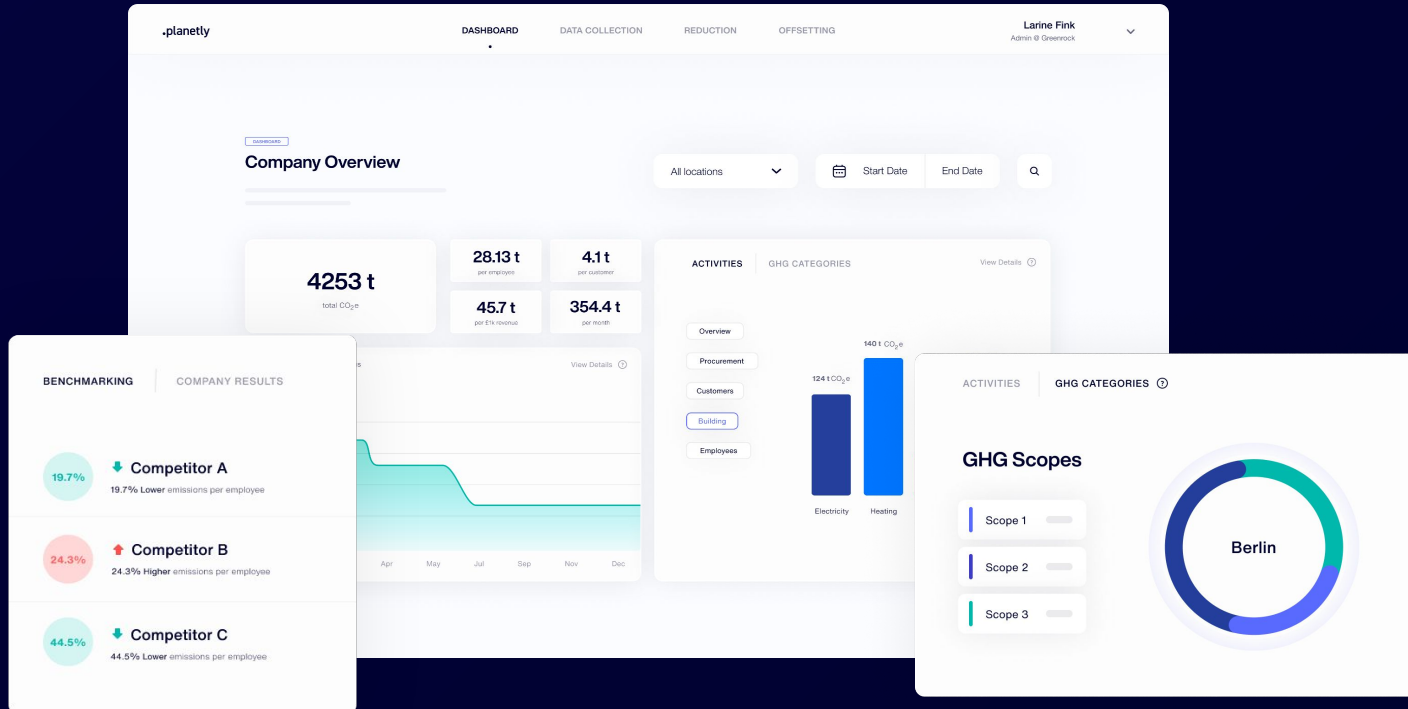 .planetly
DASHBOARD
DATA COLLECTION
REDUCTION
OFFSETTING
Larine Fink
Admin @ Greenrock
DASHBOARD
Company Overview
All locations
Start Date
End Date
4253 t
total CO₂e
28.13 t
per employee
4.1 t
per customer
45.7 t
per £1k revenue
354.4 t
per month
View Details
Apr
May
Jul
Sep
Nov
Dec
ACTIVITIES
GHG CATEGORIES
View Details
Overview
Procurement
Customers
Building
Employees
124 t CO₂e
140 t CO₂e
Electricity
Heating
BENCHMARKING
COMPANY RESULTS
19.7%
Competitor A
19.7% Lower emissions per employee
24.3%
Competitor B
24.3% Higher emissions per employee
44.5%
Competitor C
44.5% Lower emissions per employee
ACTIVITIES
GHG CATEGORIES
GHG Scopes
Scope 1
Scope 2
Scope 3
Berlin